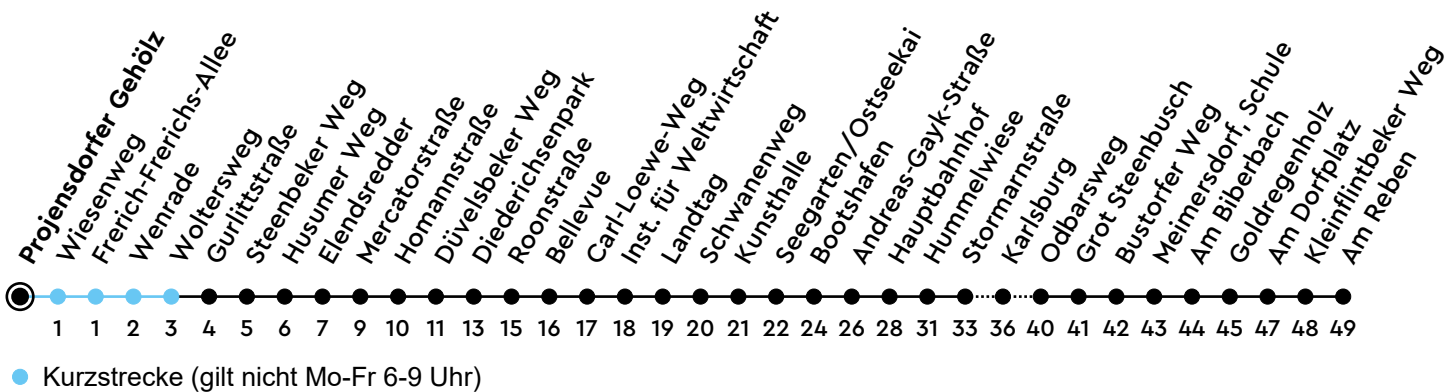 Projensdorfer Gehölz
Wiesenweg
Frerich-Frerichs-Allee
Wenrade
Woltersweg
Gurlittstraße
Steenbeker Weg
Husumer Weg
Elendsredder
Mercatorstraße
Homannstraße
Düvelsbeker Weg
Diederichsenpark
Roonstraße
Bellevue
Carl-Loewe-Weg
Inst. für Weltwirtschaft
Landtag
Schwanenweg
Kunsthalle
Seegarten/Ostseekai
Bootshafen
Andreas-Gayk-Straße
Hauptbahnhof
Hummelwiese
Stormarnstraße
Karlsburg
Odbarsweg
Grot Steenbusch
Bustorfer Weg
Meimersdorf, Schule
Am Biberbach
Goldregenholz
Am Dorfplatz
Kleinflintbeker Weg
Am Reben
1 1 2 3 4 5 6 7 9 10 11 13 15 16 17 18 19 20 21 22 24 26 28 31 33 36 40 41 42 43 44 45 47 48 49
Kurzstrecke (gilt nicht Mo-Fr 6-9 Uhr)